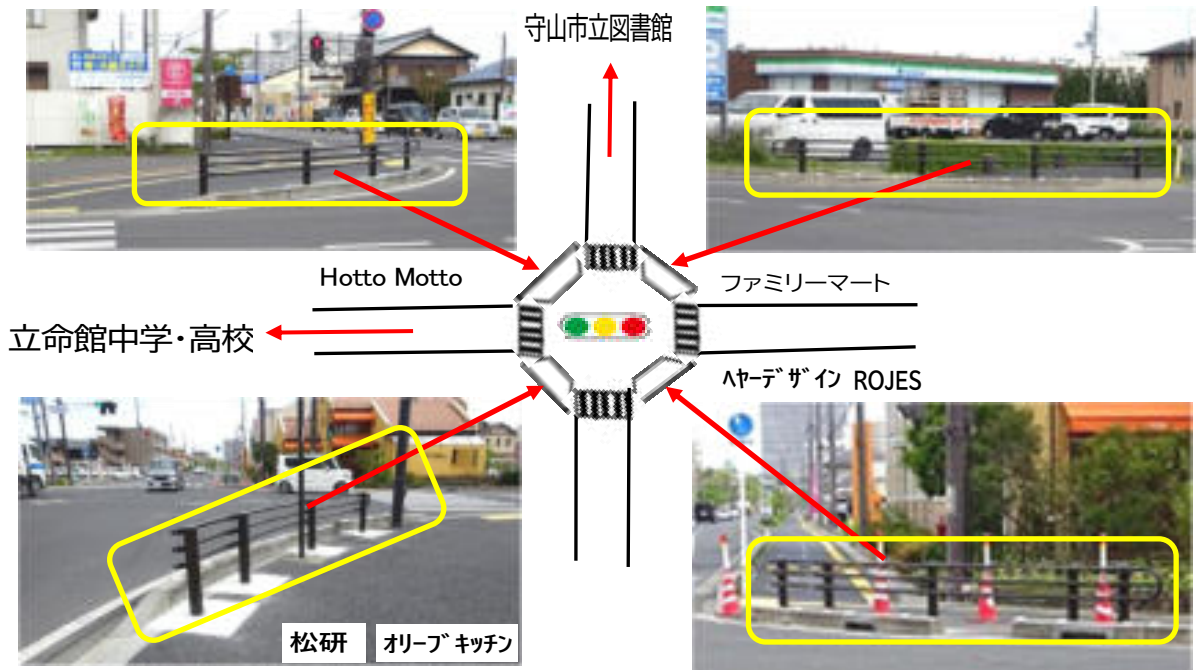 守山市立図書館
Hotto Motto
ファミリーマート
立命館中学・高校
ﾍﾔｰﾃﾞｻﾞｲﾝ ROJES
松研
ｵﾘｰﾌﾞｷｯﾁﾝ